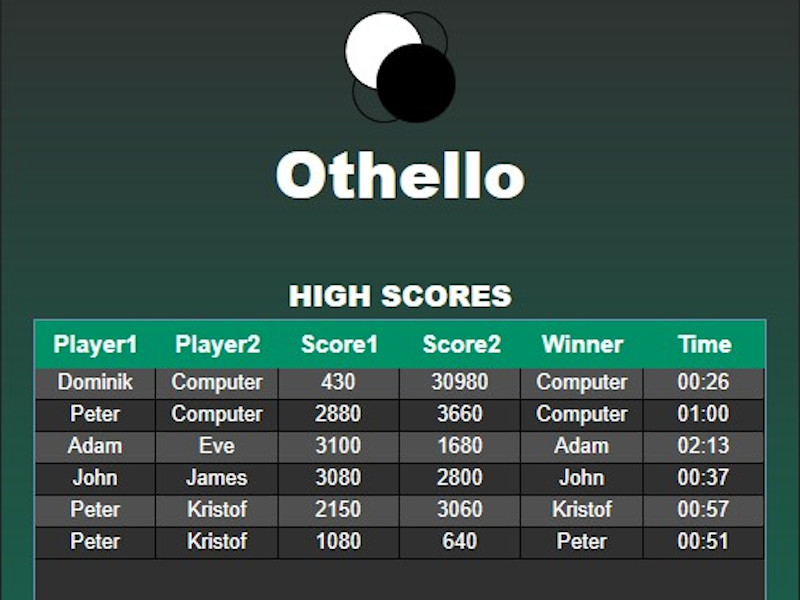 Othello
HIGH SCORES
Player1 Player2 Score1 Score2 Winner Time
Dominik Computer 430 30980 Computer 00:26
Peter Computer 2880 3660 Computer 01:00
Adam Eve 3100 1680 Adam 02:13
John James 3080 2800 John 00:37
Peter Kristof 2150 3060 Kristof 00:57
Peter Kristof 1080 640 Peter 00:51